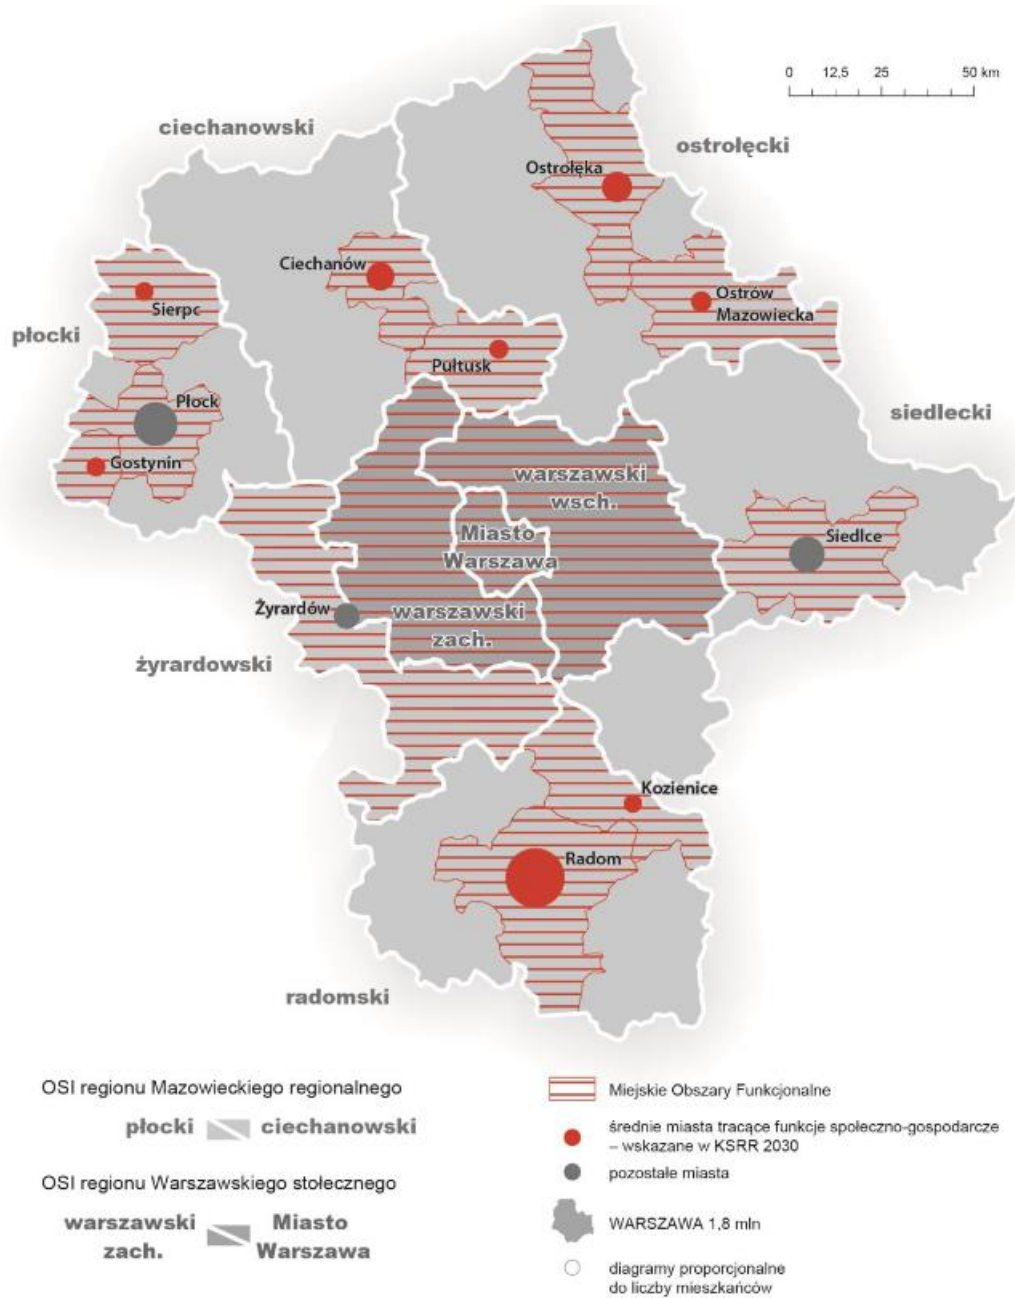 0 12,5 25 50 km
ciechanowski
ostrołęcki
Ostrołęka
Ciechanów
Ostrów
Mazowiecka
Sierpc
płocki
Pułtusk
Płock
siedlecki
Gostynin
warszawski
wsch.
Miasto
Warszawa
Siedlce
Żyrardów
warszawski
zach.
żyrardowski
Kozienice
Radom
radomski
OSI regionu Mazowieckiego regionalnego
płocki ciechanowski
OSI regionu Warszawskiego stołecznego
warszawski
zach.
Miasto
Warszawa
Miejskie Obszary Funkcjonalne
średnie miasta tracące funkcje społeczno-gospodarcze
– wskazane w KSRR 2030
pozostałe miasta
WARSZAWA 1,8 mln
diagramy proporcjonalne
do liczby mieszkańców